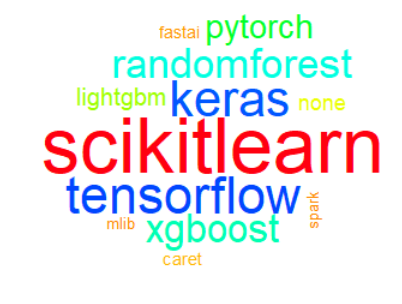 fastai pytorch
randomforest
lightgbm keras none
scikitlearn
tensorflow spark
mlib xgboost
caret